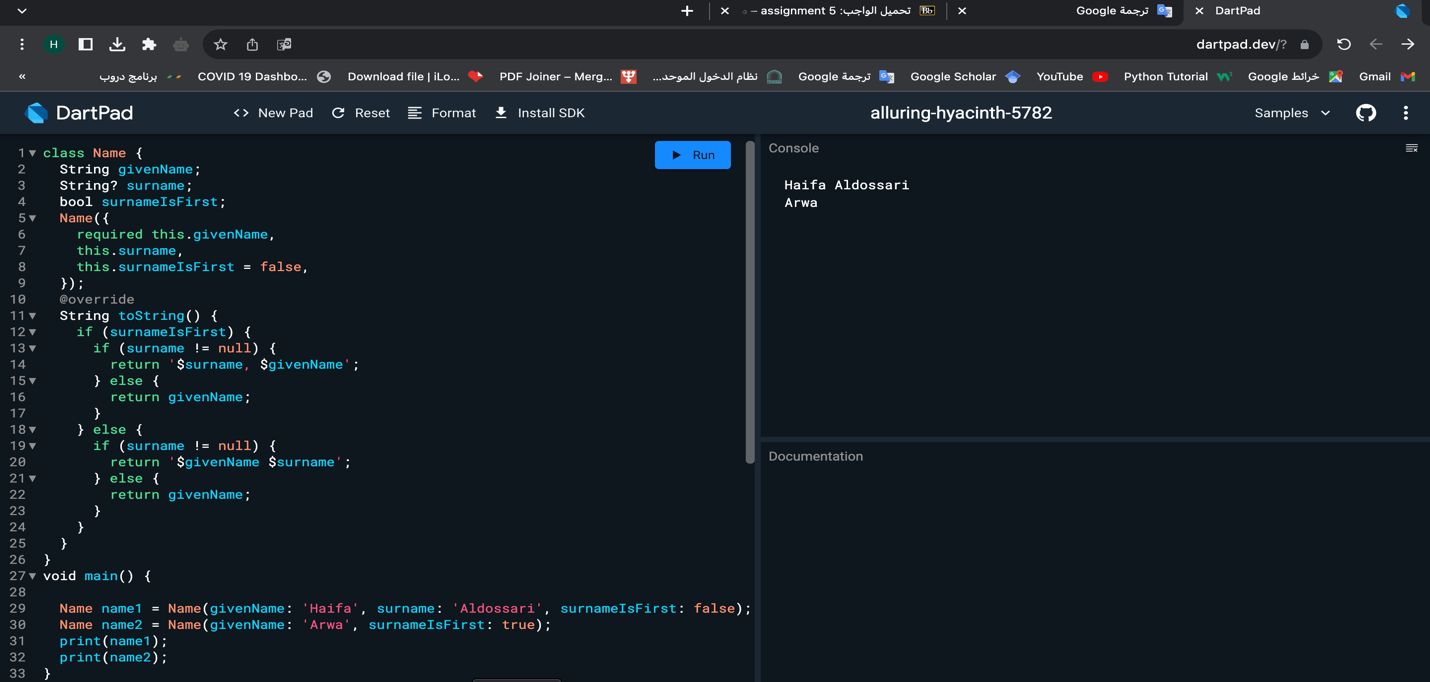 تحميل الواجب: assignment 5 –
ترجمة Google
DartPad
H
dartpad.dev/?
«
برنامج دروب
COVID 19 Dashbo...
Download file | iLo...
PDF Joiner – Merg...
نظام الدخول الموحد...
ترجمة Google
Google Scholar
YouTube
Python Tutorial
خرائط Google
Gmail
DartPad
<> New Pad
Reset
Format
Install SDK
alluring-hyacinth-5782
Samples
Run
1 class Name {
2 String givenName;
3 String? surname;
4 bool surnameIsFirst;
5 Name({
6 required this.givenName,
7 this.surname,
8 this.surnameIsFirst = false,
9 });
10 @override
11 String toString() {
12 if (surnameIsFirst) {
13 if (surname != null) {
14 return '$surname, $givenName';
15 } else {
16 return givenName;
17 }
18 } else {
19 if (surname != null) {
20 return '$givenName $surname';
21 } else {
22 return givenName;
23 }
24 }
25 }
26 }
27 void main() {
28
29 Name name1 = Name(givenName: 'Haifa', surname: 'Aldossari', surnameIsFirst: false);
30 Name name2 = Name(givenName: 'Arwa', surnameIsFirst: true);
31 print(name1);
32 print(name2);
33 }
Console
Haifa Aldossari
Arwa
Documentation